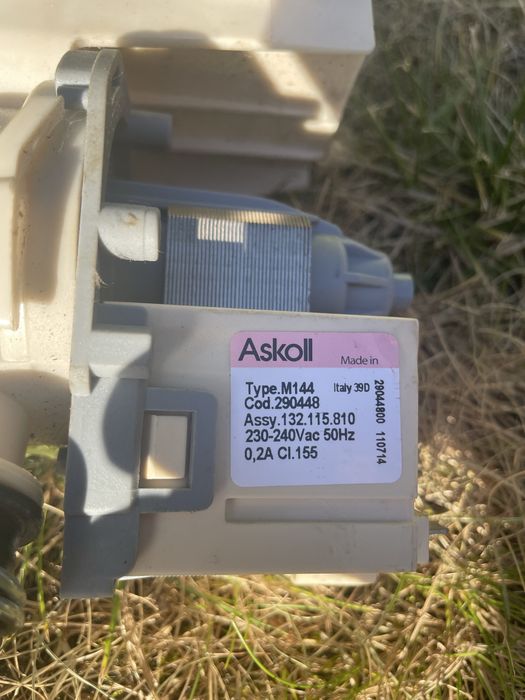 Askoll
Made in
Type.M144 Italy 39D
Cod.290448
Assy.132.115.810
230-240Vac 50Hz
0,2A Cl.155
29044800 110714